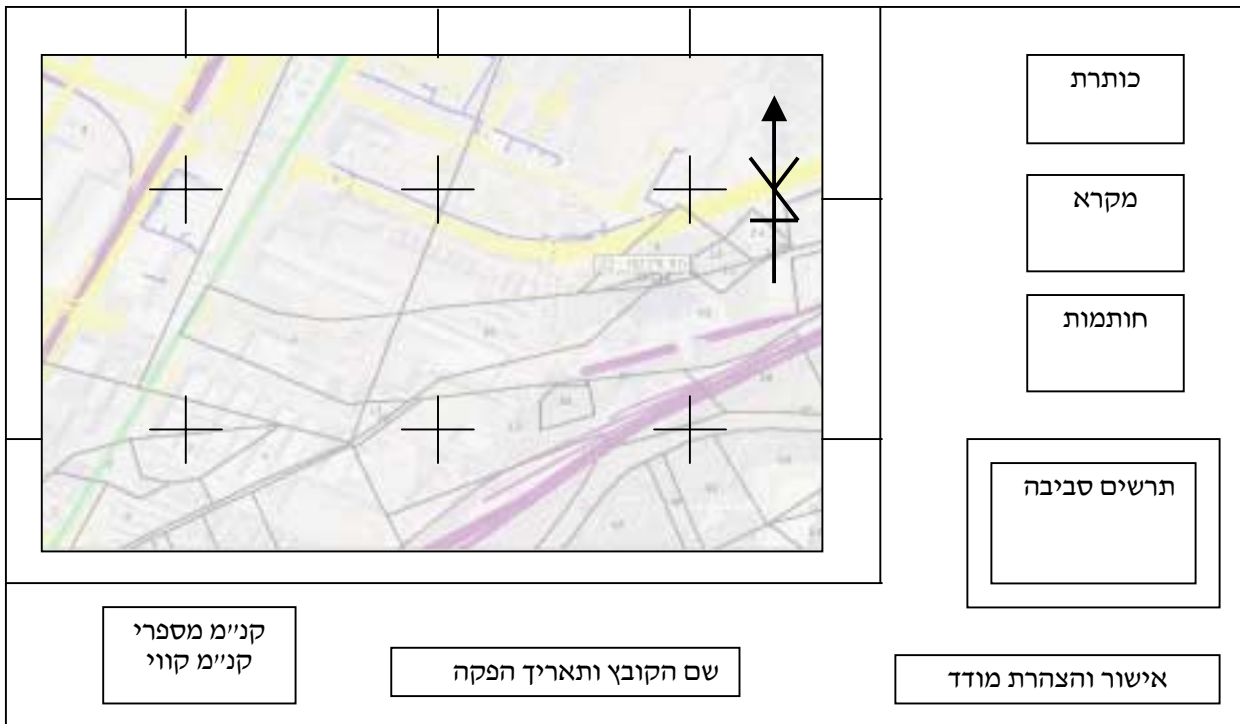 כותרת
מקרא
חותמות
תרשים סביבה
קנ״מ מספרי
קנ״מ קווי
שם הקובץ ותאריך הפקה
אישור והצהרת מודד